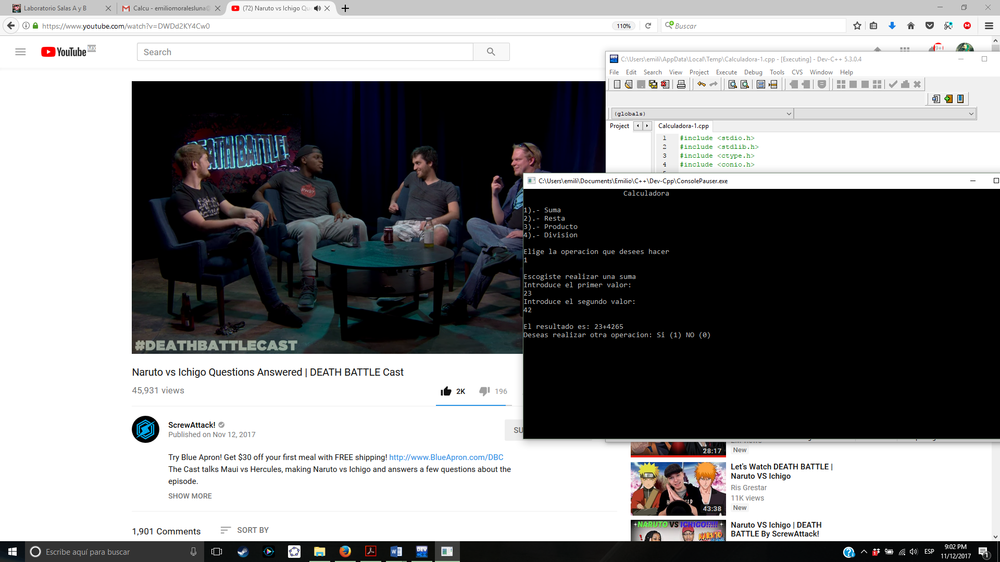 Laboratorio Salas A y B
Calcu - emiliomoralesluna@
(72) Naruto vs Ichigo Qu
https://www.youtube.com/watch?v=DWDd2KY4Cw0
110%
Buscar
YouTube MX
Search
9+
C:\Users\emili\AppData\Local\Temp\Calculadora-1.cpp - [Executing] - Dev-C++ 5.3.0.4
File Edit Search View Project Execute Debug Tools CVS Window Help
(globals)
Project
Calculadora-1.cpp
1 #include <stdio.h>
2 #include <stdlib.h>
3 #include <ctype.h>
4 #include <conio.h>
C:\Users\emili\Documents\Emilio\C++\Dev-Cpp\ConsolePauser.exe
Calculadora
1).- Suma
2).- Resta
3).- Producto
4).- Division
Elige la operacion que desees hacer
1
Escogiste realizar una suma
Introduce el primer valor:
23
Introduce el segundo valor:
42
El resultado es: 23+4265
Deseas realizar otra operacion: Si (1) NO (0)
DEATH BATTLE!
RWBY
#DEATHBATTLECAST
Naruto vs Ichigo Questions Answered | DEATH BATTLE Cast
45,931 views
2K
196
ScrewAttack!
Published on Nov 12, 2017
SU
Try Blue Apron! Get $30 off your first meal with FREE shipping! http://www.BlueApron.com/DBC
The Cast talks Maui vs Hercules, making Naruto vs Ichigo and answers a few questions about the
episode.
SHOW MORE
1,901 Comments
SORT BY
28:17
New
43:38
Let's Watch DEATH BATTLE |
Naruto VS Ichigo
Ris Grestar
11K views
New
NARUTO VS ICHIGO!!!!!
Naruto VS Ichigo | DEATH
BATTLE By ScrewAttack!
Escribe aquí para buscar
DEV
ESP
9:02 PM
11/12/2017
1